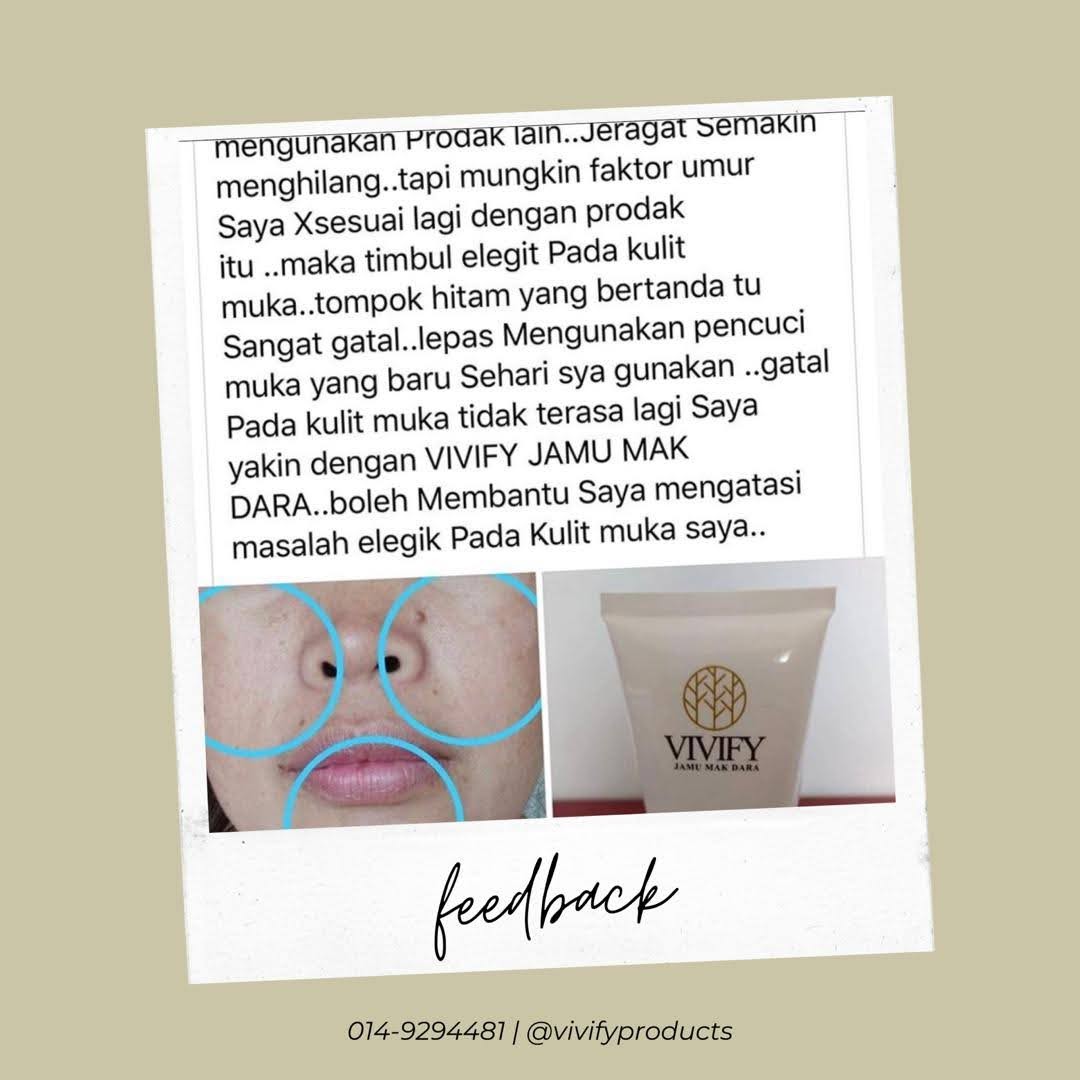 mengunakan Prodak lain..Jeragat Semakin
menghilang..tapi mungkin faktor umur
Saya Xsesuai lagi dengan prodak
itu ..maka timbul elegit Pada kulit
muka..tompok hitam yang bertanda tu
Sangat gatal..lepas Mengunakan pencuci
muka yang baru Sehari sya gunakan ..gatal
Pada kulit muka tidak terasa lagi Saya
yakin dengan VIVIFY JAMU MAK
DARA..boleh Membantu Saya mengatasi
masalah elegik Pada Kulit muka saya..
VIVIFY
JAMU MAK DARA
feedback
014-9294481 | @vivifyproducts